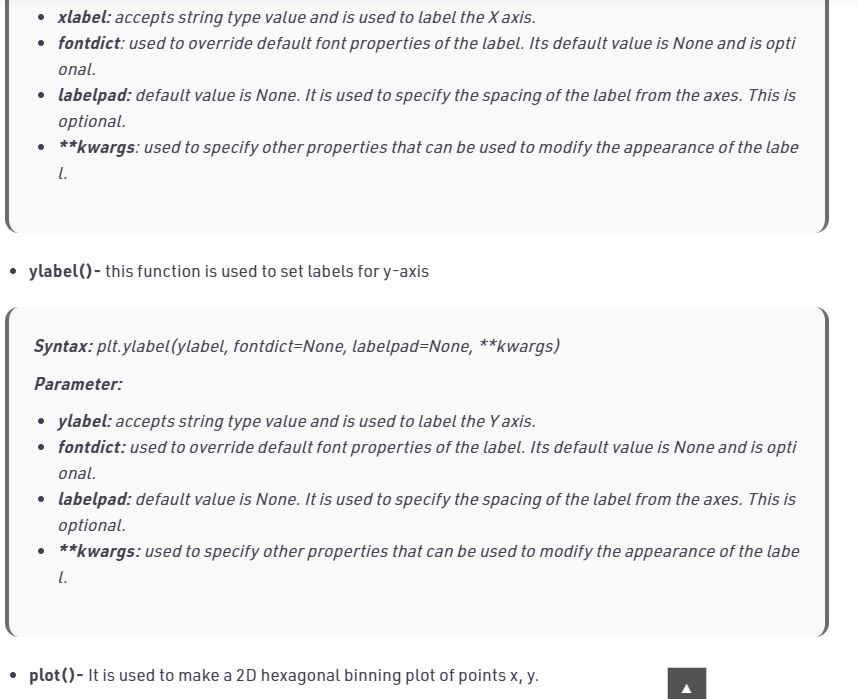 • xlabel: accepts string type value and is used to label the X axis.
• fontdict: used to override default font properties of the label. Its default value is None and is opti
onal.
• labelpad: default value is None. It is used to specify the spacing of the label from the axes. This is
optional.
• **kwargs: used to specify other properties that can be used to modify the appearance of the labe
l.
• ylabel()- this function is used to set labels for y-axis
Syntax: plt.ylabel(ylabel, fontdict=None, labelpad=None, **kwargs)
Parameter:
• ylabel: accepts string type value and is used to label the Y axis.
• fontdict: used to override default font properties of the label. Its default value is None and is opti
onal.
• labelpad: default value is None. It is used to specify the spacing of the label from the axes. This is
optional.
• **kwargs: used to specify other properties that can be used to modify the appearance of the labe
l.
• plot()- It is used to make a 2D hexagonal binning plot of points x, y.